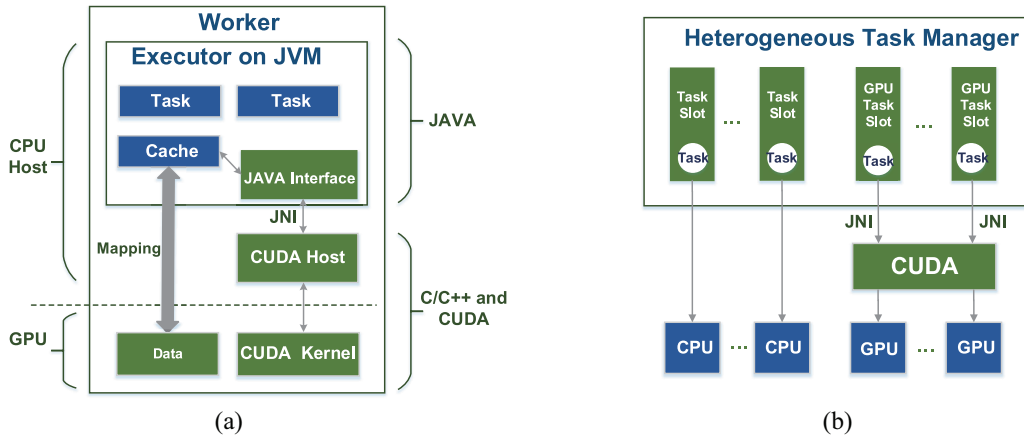 Worker
Executor on JVM
Task Task
Cache
JAVA Interface
JNI
CPU
Host
JAVA
Mapping
CUDA Host
C/C++ and
CUDA
GPU
Data
CUDA Kernel
(a)
Heterogeneous Task Manager
Task
Slot
Task
...
Task
Slot
Task
GPU
Task
Slot
Task
...
GPU
Task
Slot
Task
JNI JNI
CUDA
CPU ... CPU GPU ... GPU
(b)